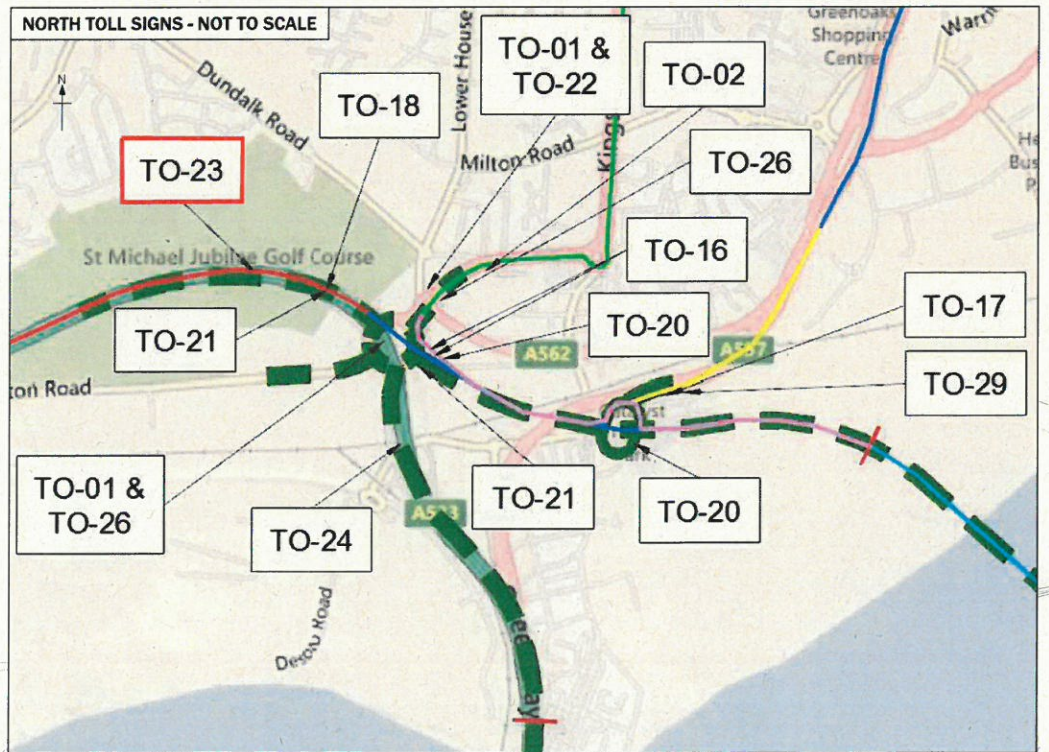 NORTH TOLL SIGNS - NOT TO SCALE
N
Dundalk Road
Lower House
Greenoaks
Shopping
Centre
TO-18
TO-01 &
TO-22
TO-02
TO-23
Milton Road
TO-26
St Michael Jubilee Golf Course
TO-16
TO-21
TO-20
TO-17
A562
A557
ton Road
TO-29
TO-01 &
TO-26
TO-24
A533
TO-21
TO-20